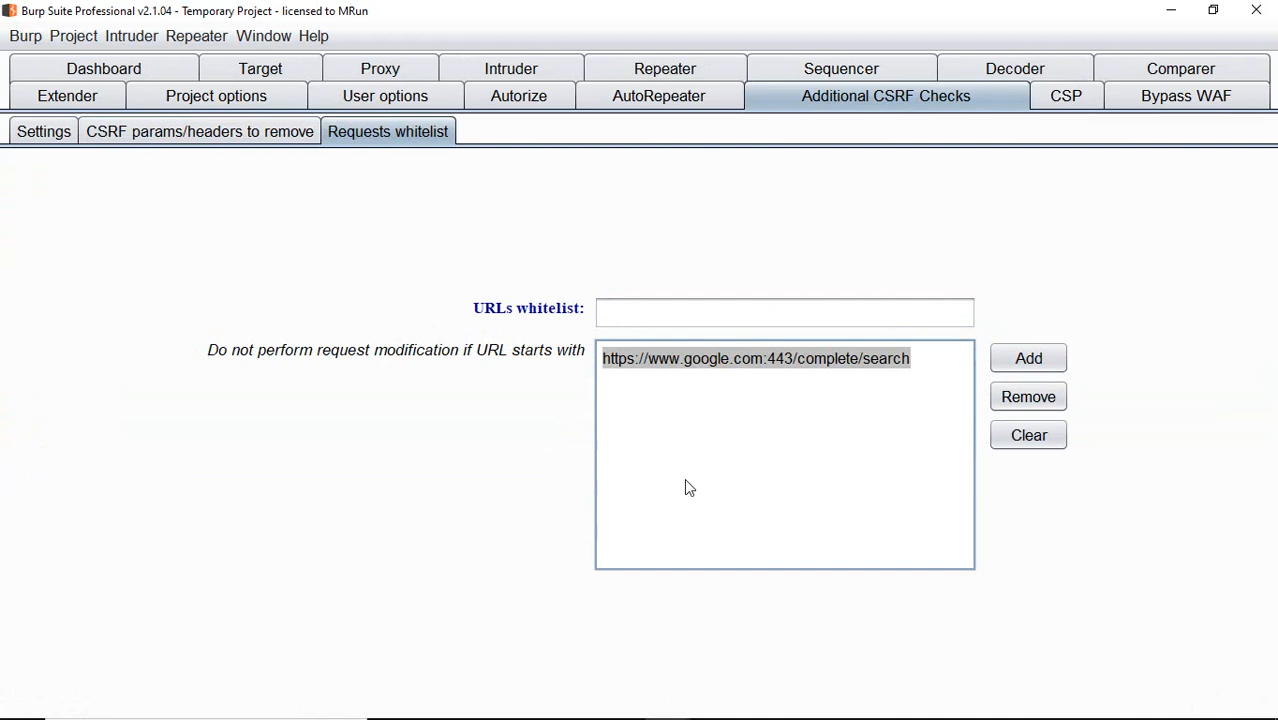 Burp Suite Professional v2.1.04 - Temporary Project - licensed to MRun
Burp Project Intruder Repeater Window Help
Dashboard Target Proxy Intruder Repeater Sequencer Decoder Comparer
Extender Project options User options Autorize AutoRepeater Additional CSRF Checks CSP Bypass WAF
Settings CSRF params/headers to remove Requests whitelist
URLs whitelist:
Do not perform request modification if URL starts with
https://www.google.com:443/complete/search
Add
Remove
Clear